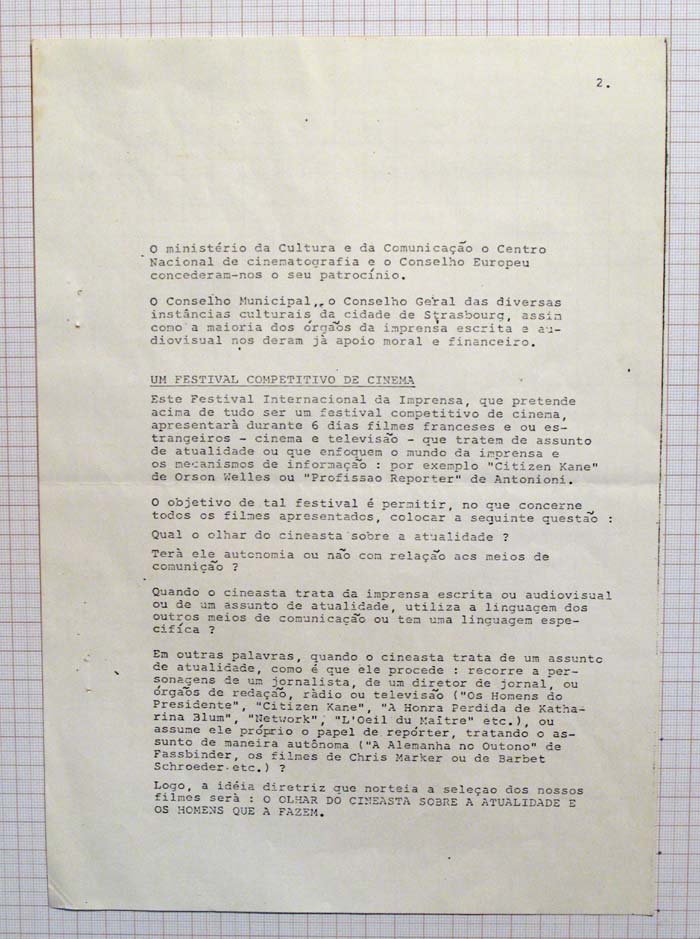 2.
O ministério da Cultura e da Comunicação o Centro
Nacional de cinematografia e o Conselho Europeu
concederam-nos o seu patrocínio.
O Conselho Municipal, o Conselho Geral das diversas
instâncias culturais da cidade de Strasbourg, assim
como a maioria dos órgãos da imprensa escrita e au-
diovisual nos deram jà apoio moral e financeiro.
UM FESTIVAL COMPETITIVO DE CINEMA
Este Festival Internacional da Imprensa, que pretende
acima de tudo ser um festival competitivo de cinema,
apresentarà durante 6 dias filmes franceses e ou es-
trangeiros - cinema e televisão - que tratem de assunto
de atualidade ou que enfoquem o mundo da imprensa e
os mecanismos de informação : por exemplo "Citizen Kane"
de Orson Welles ou "Profissao Reporter" de Antonioni.
O objetivo de tal festival é permitir, no que concerne
todos os filmes apresentados, colocar a seguinte questão :
Qual o olhar do cineasta sobre a atualidade ?
Terà ele autonomia ou não com relação aos meios de
comunição ?
Quando o cineasta trata da imprensa escrita ou audiovisual
ou de um assunto de atualidade, utiliza a linguagem dos
outros meios de comunicação ou tem uma linguagem espe-
cifica ?
Em outras palavras, quando o cineasta trata de um assunto
de atualidade, como é que ele procede : recorre a per-
sonagens de um jornalista, de um diretor de jornal, ou
órgaos de redação, ràdio ou televisão ("Os Homens do
Presidente", "Citizen Kane", "A Honra Perdida de Katha-
rina Blum", "Network", "L'Oeil du Maître" etc.), ou
assume ele próprio o papel de repórter, tratando o as-
sunto de maneira autônoma ("A Alemanha no Outono" de
Fassbinder, os filmes de Chris Marker ou de Barbet
Schroeder.etc.) ?
Logo, a idéia diretriz que norteia a seleçao dos nossos
filmes serà : O OLHAR DO CINEASTA SOBRE A ATUALIDADE E
OS HOMENS QUE A FAZEM.